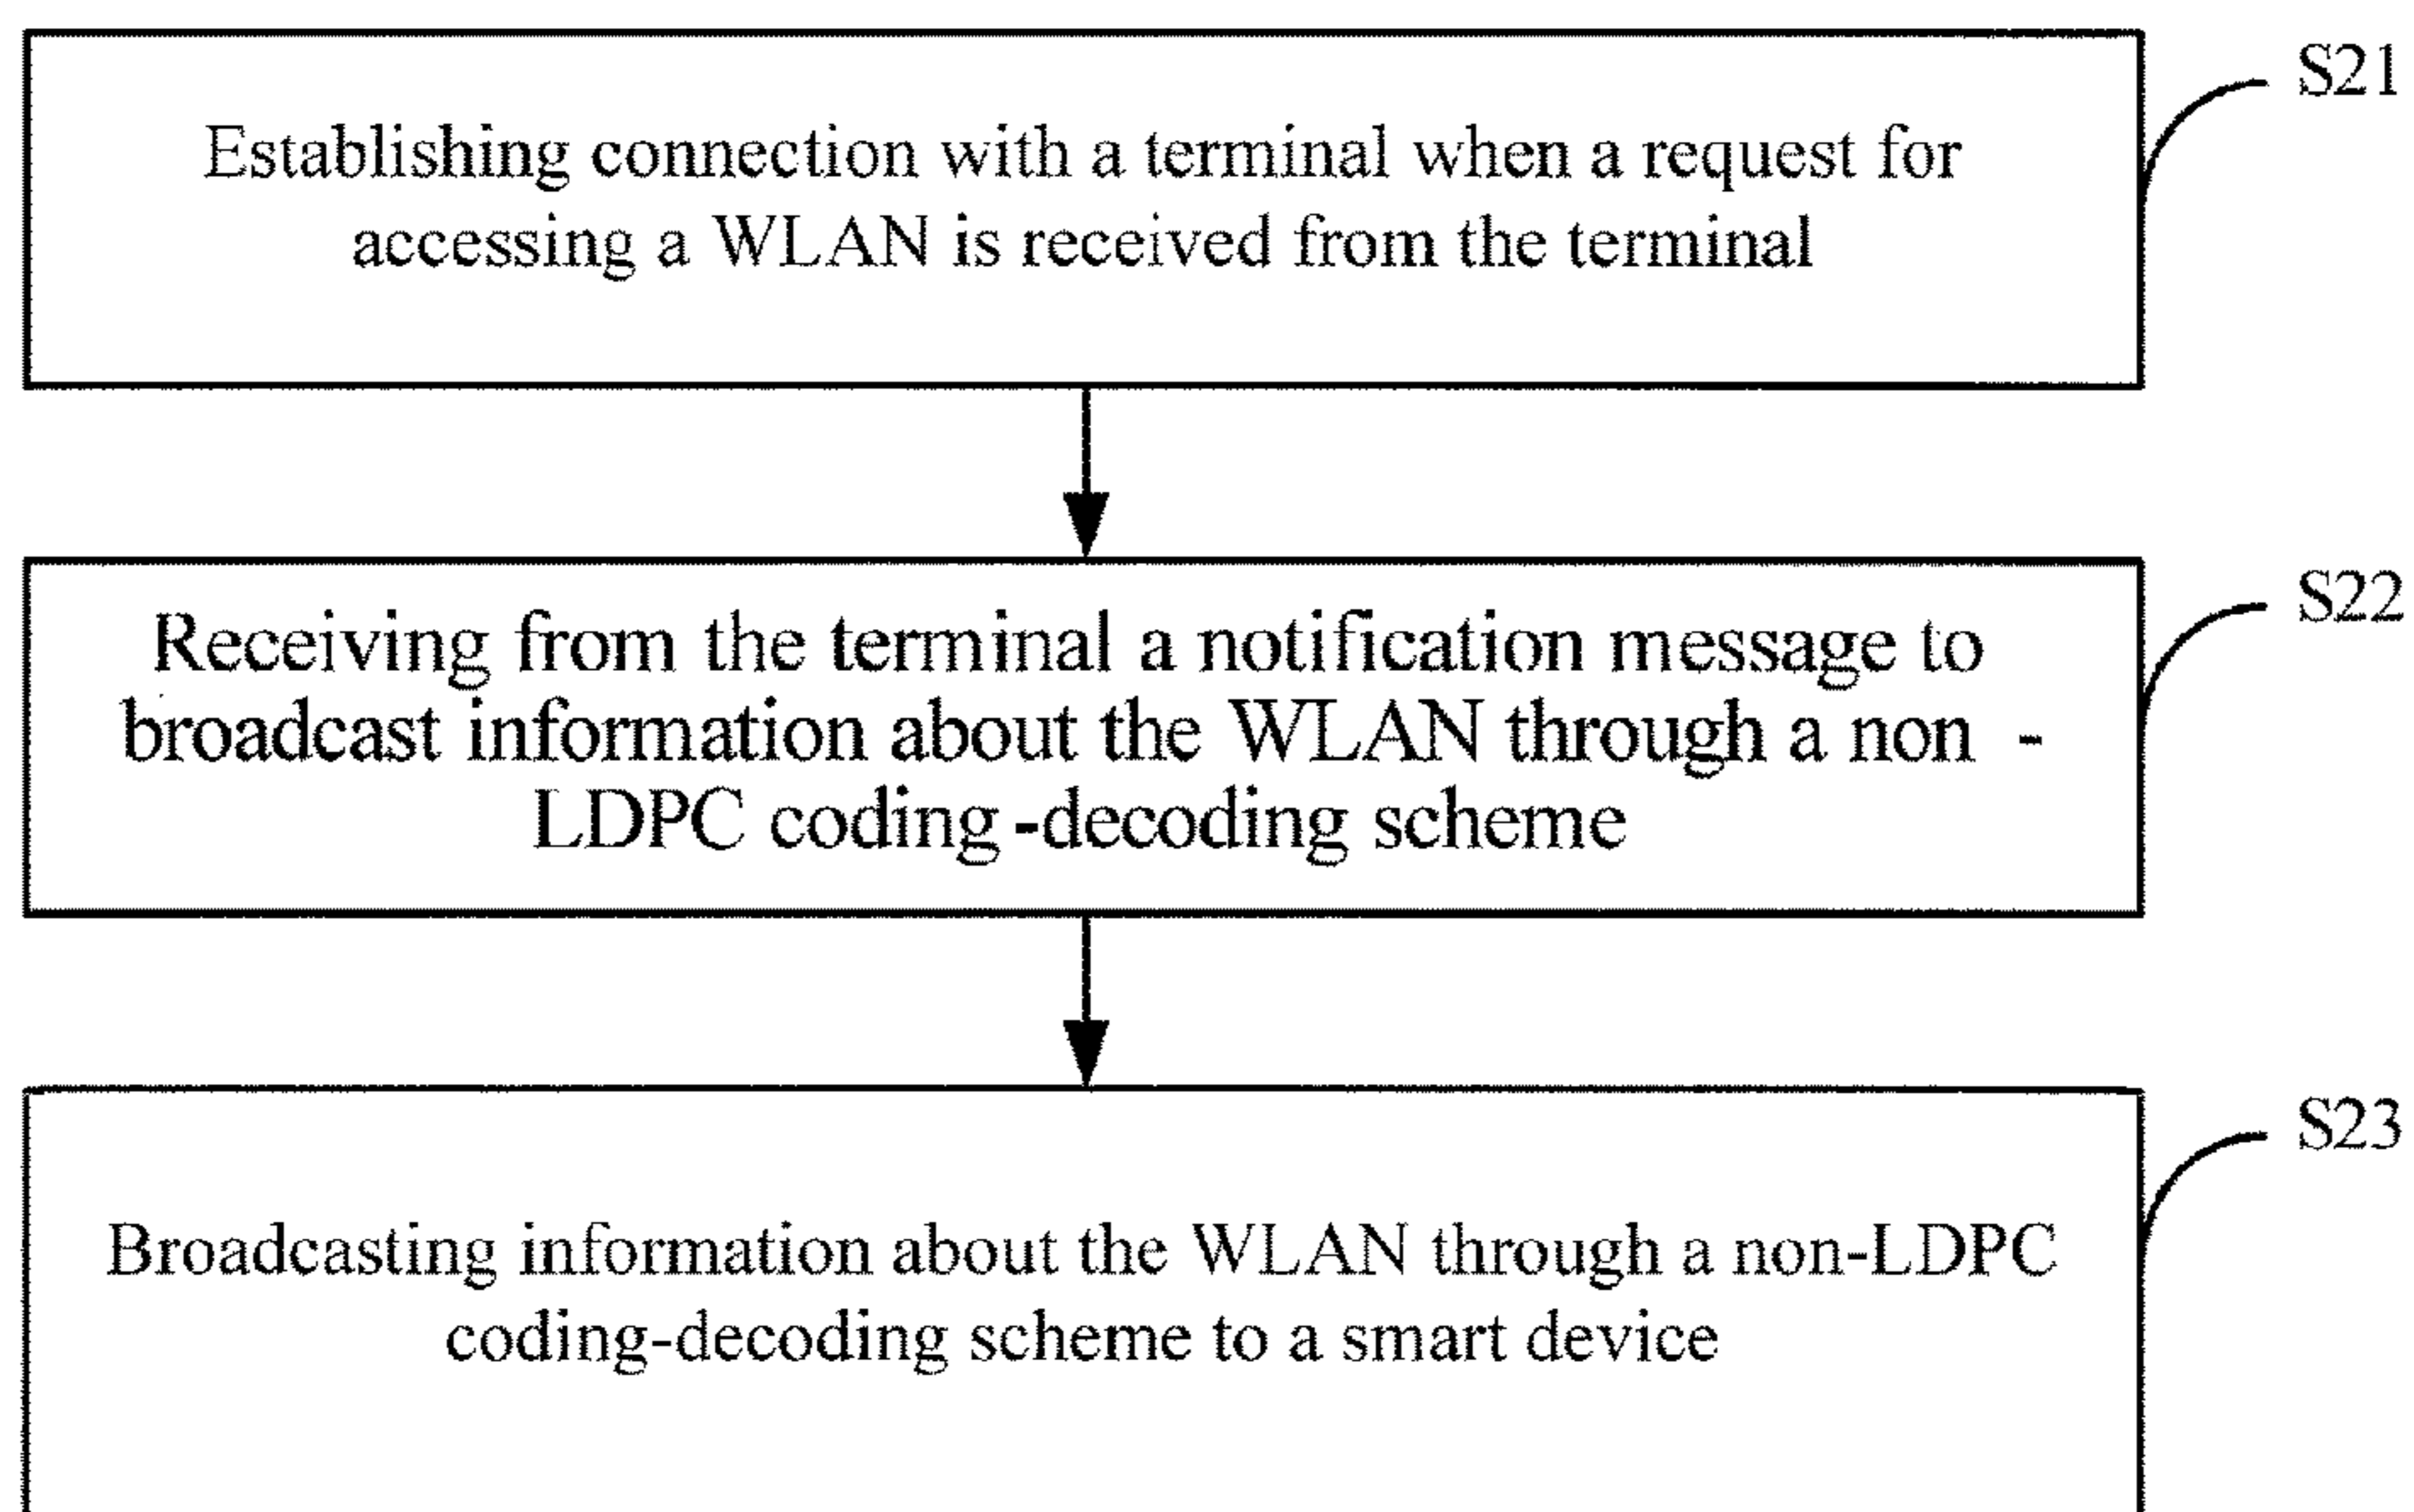 S21
Establishing connection with a terminal when a request for
accessing a WLAN is received from the terminal
S22
Receiving from the terminal a notification message to
broadcast information about the WLAN through a non -
LDPC coding -decoding scheme
S23
Broadcasting information about the WLAN through a non-LDPC
coding-decoding scheme to a smart device